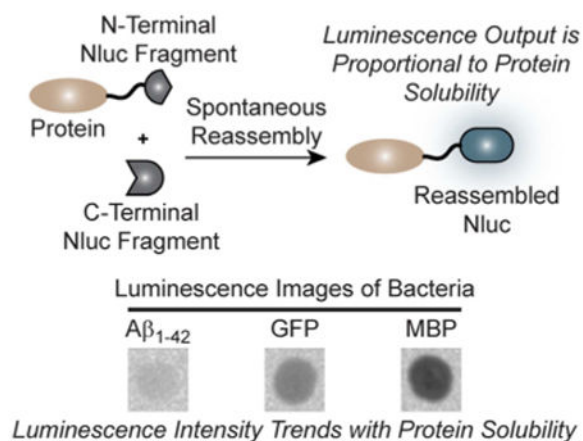 N-Terminal
Nluc Fragment
Protein
+
C-Terminal
Nluc Fragment
Spontaneous
Reassembly
Luminescence Output is
Proportional to Protein
Solubility
Reassembled
Nluc
Luminescence Images of Bacteria
Aβ1-42 GFP MBP
Luminescence Intensity Trends with Protein Solubility